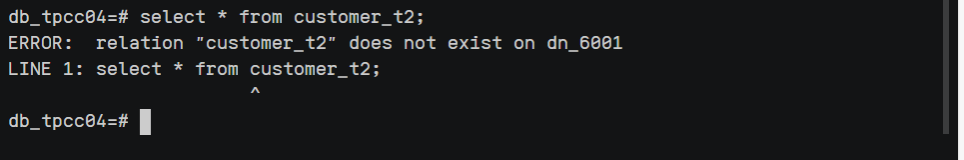 db_tpcc04=# select * from customer_t2;
ERROR:  relation "customer_t2" does not exist on dn_6001
LINE 1: select * from customer_t2;
                      ^
db_tpcc04=#